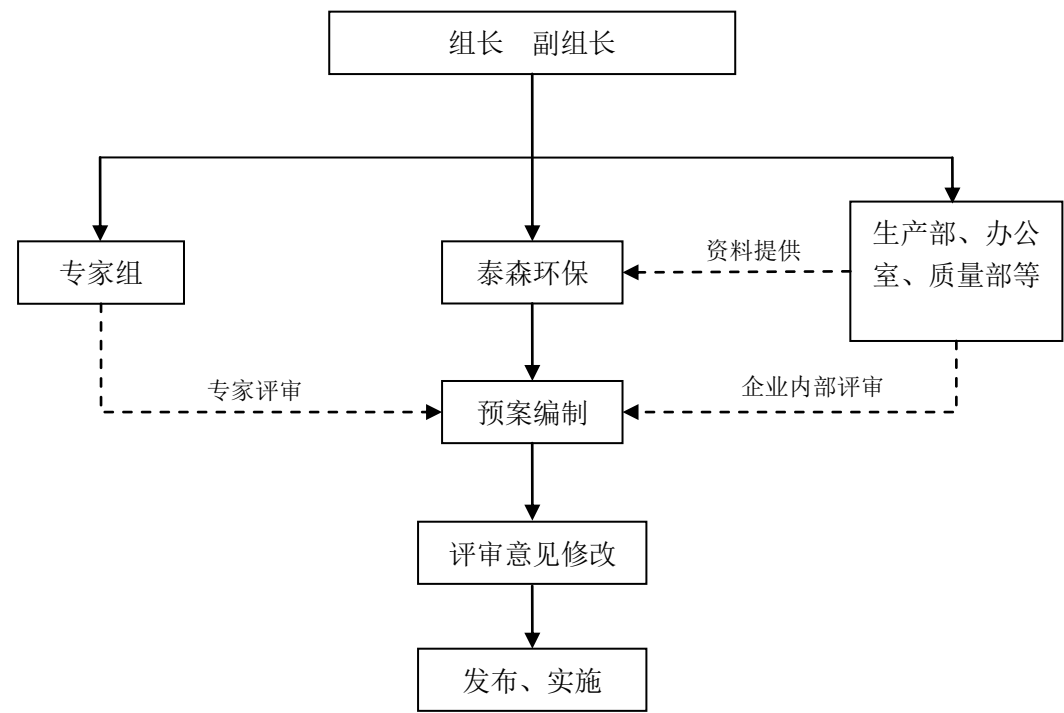 组长 副组长
专家组
泰森环保
资料提供
生产部、办公
室、质量部等
专家评审
预案编制
企业内部评审
评审意见修改
发布、实施